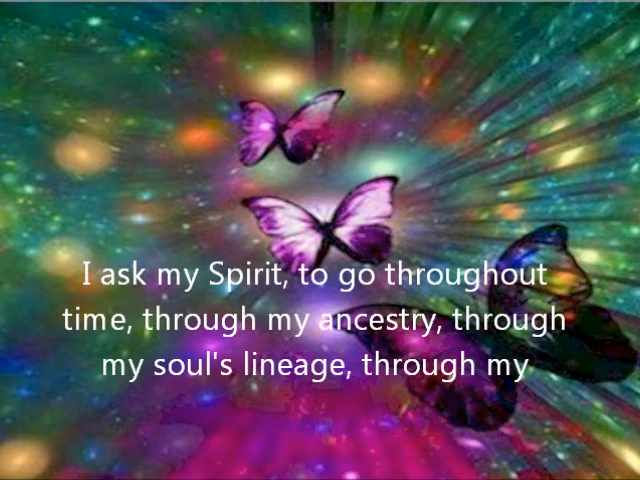 I ask my Spirit, to go throughout
time, through my ancestry, through
my soul's lineage, through my